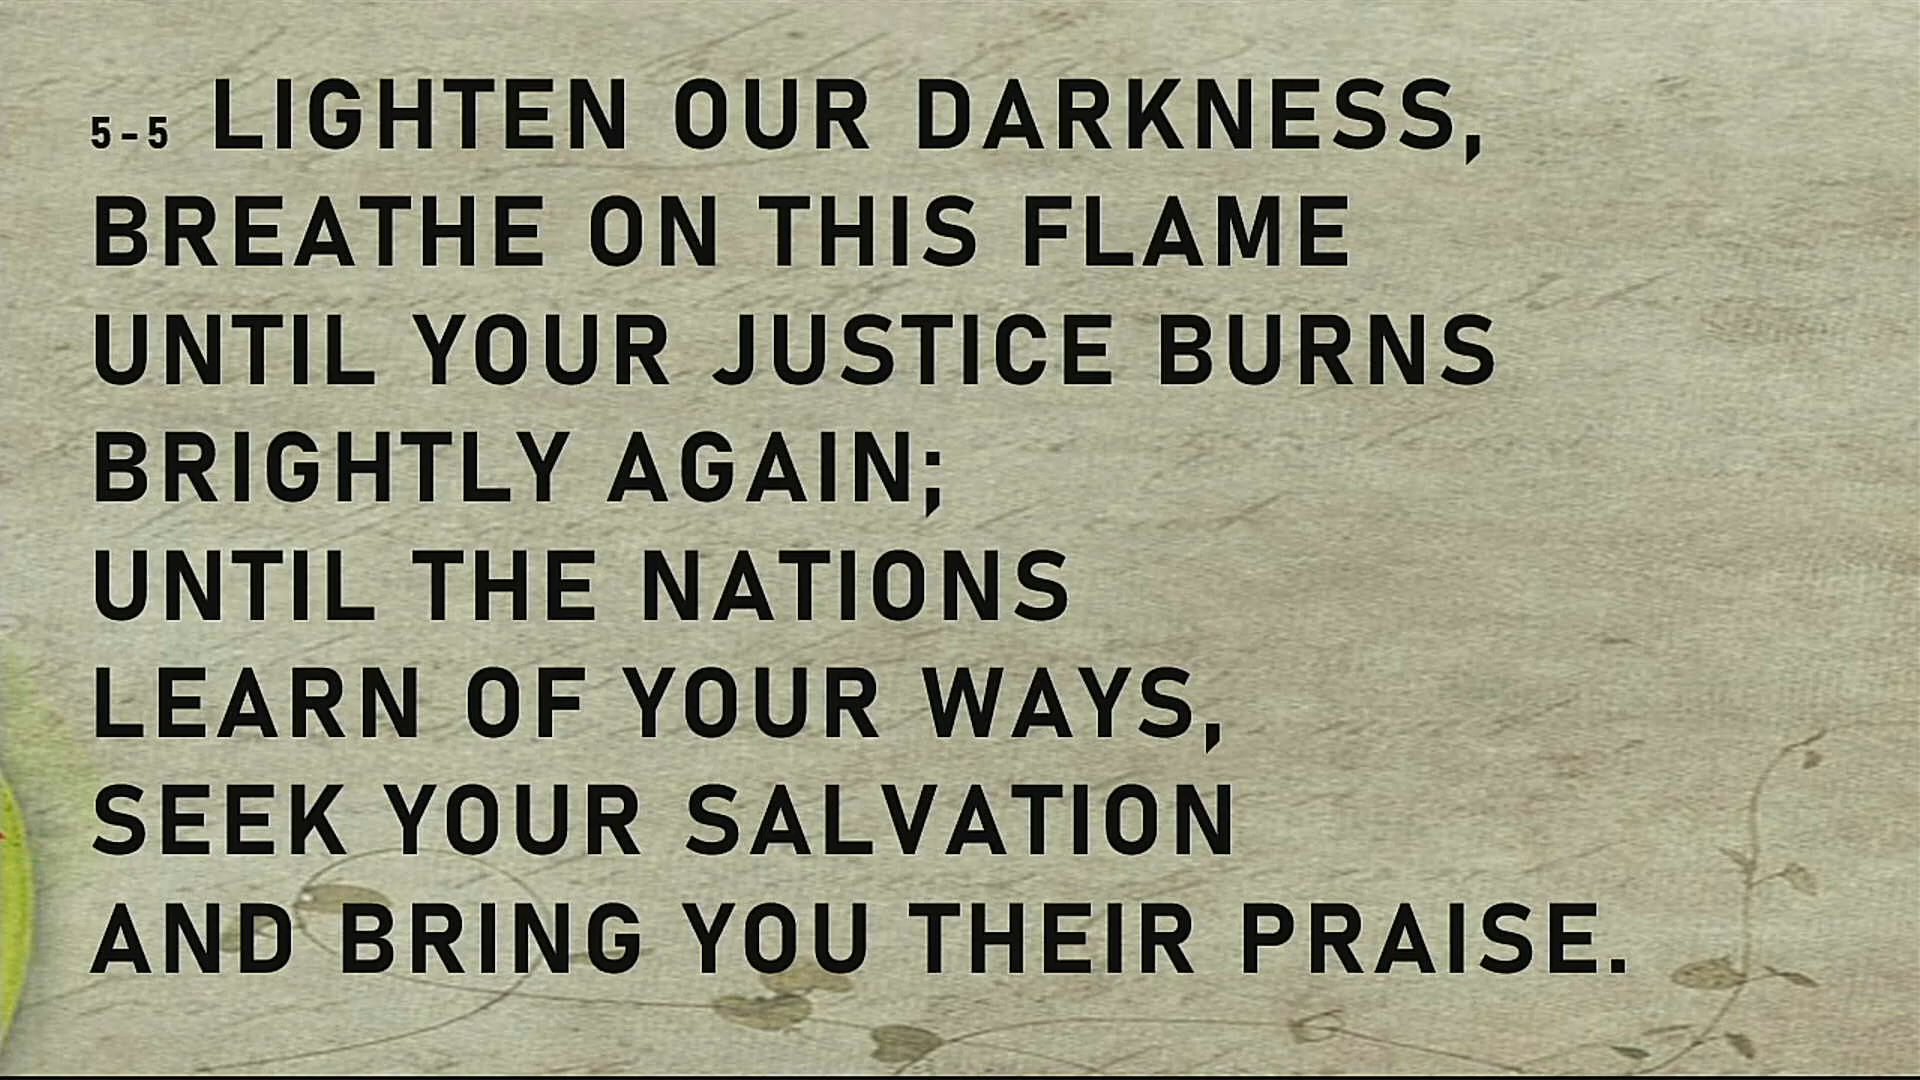 5-5 LIGHTEN OUR DARKNESS,
BREATHE ON THIS FLAME
UNTIL YOUR JUSTICE BURNS
BRIGHTLY AGAIN;
UNTIL THE NATIONS
LEARN OF YOUR WAYS,
SEEK YOUR SALVATION
AND BRING YOU THEIR PRAISE.